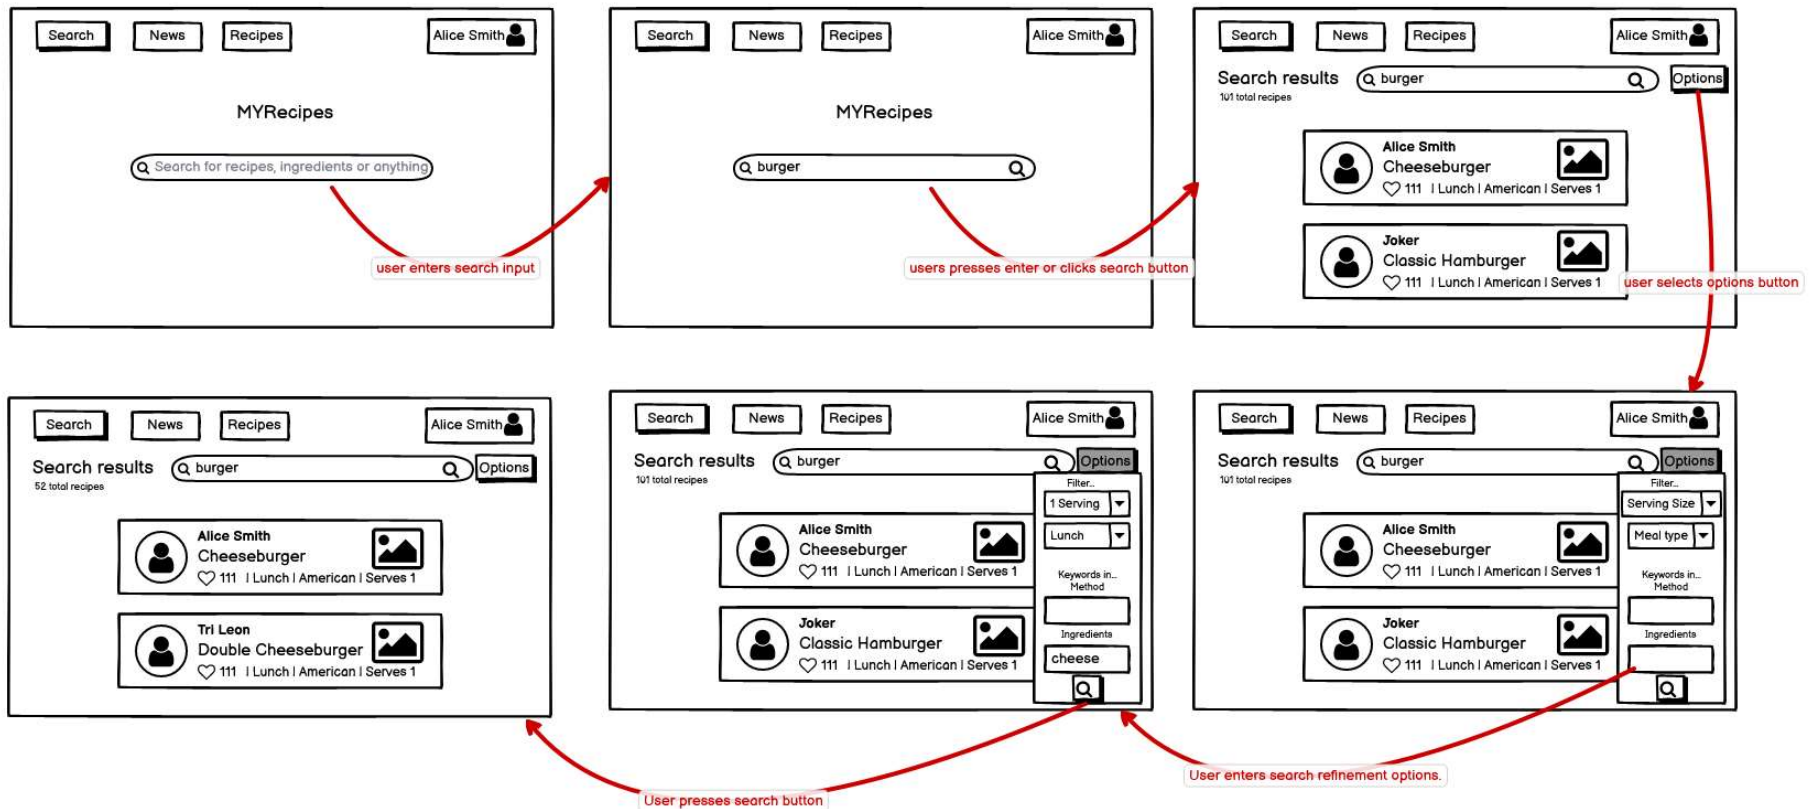 Search
News
Recipes
Alice Smith
MYRecipes
Search for recipes, ingredients or anything
user enters search input
Search
News
Recipes
Alice Smith
MYRecipes
burger
users presses enter or clicks search button
Search
News
Recipes
Alice Smith
Search results
burger
Options
101 total recipes
Alice Smith
Cheeseburger
111 | Lunch | American | Serves 1
Joker
Classic Hamburger
111 | Lunch | American | Serves 1
user selects options button
Search
News
Recipes
Alice Smith
Search results
burger
Options
101 total recipes
Filter...
Serving Size
Meal type
Keywords in...
Method
Ingredients
Alice Smith
Cheeseburger
111 | Lunch | American | Serves 1
Joker
Classic Hamburger
111 | Lunch | American | Serves 1
User enters search refinement options.
Search
News
Recipes
Alice Smith
Search results
burger
Options
101 total recipes
Filter...
1 Serving
Lunch
Keywords in...
Method
Ingredients
cheese
Alice Smith
Cheeseburger
111 | Lunch | American | Serves 1
Joker
Classic Hamburger
111 | Lunch | American | Serves 1
User presses search button
Search
News
Recipes
Alice Smith
Search results
burger
Options
52 total recipes
Alice Smith
Cheeseburger
111 | Lunch | American | Serves 1
Tri Leon
Double Cheeseburger
111 | Lunch | American | Serves 1